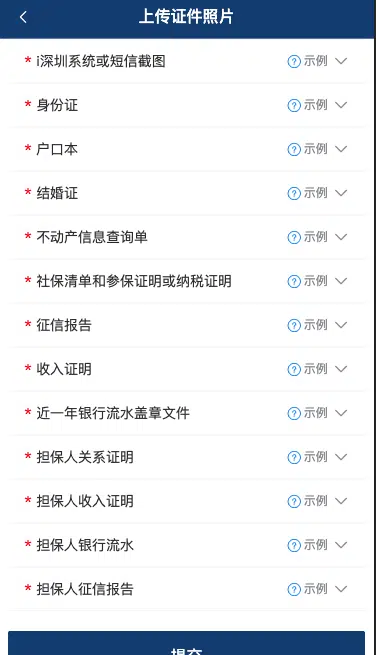 上传证件照片
* i深圳系统或短信截图 ? 示例
* 身份证 ? 示例
* 户口本 ? 示例
* 结婚证 ? 示例
* 不动产信息查询单 ? 示例
* 社保清单和参保证明或纳税证明 ? 示例
* 征信报告 ? 示例
* 收入证明 ? 示例
* 近一年银行流水盖章文件 ? 示例
* 担保人关系证明 ? 示例
* 担保人收入证明 ? 示例
* 担保人银行流水 ? 示例
* 担保人征信报告 ? 示例
提交